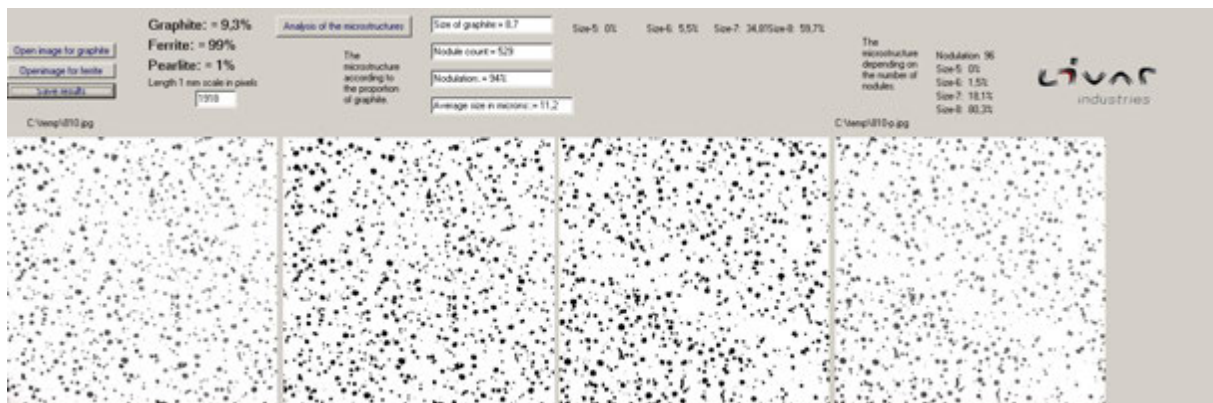 Open image for graphite
Openimage for ferrite
Save results
C:\temp\810.jpg
Graphite: = 9,3%
Ferrite: = 99%
Pearlite: = 1%
Length 1 mm scale in pixels
1918
Analysis of the microstructures
The
microstructure
according to
the proportion
of graphite.
Size of graphite = 8,7
Nodule count = 529
Nodulation. = 94%
Average size in microns: = 11,2
Size-5: 0% Size-6: 5,5% Size-7: 34,8%Size-8: 59,7%
The
microstructure
depending on
the number of
nodules
C:\temp\810-p.jpg
Nodulation 96
Size-5: 0%
Size-6: 1,5%
Size-7: 18,1%
Size-8: 80,3%
Livar
industries